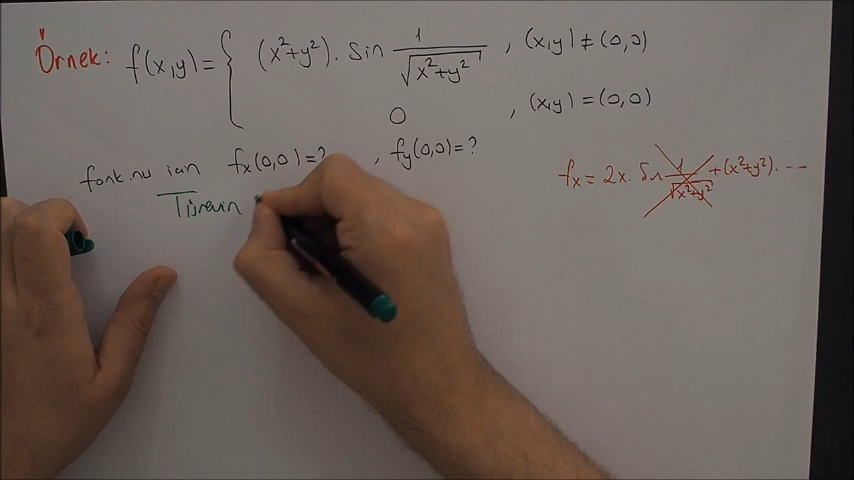 Örnek: f(x,y) = { (x²+y²). Sin 1/√(x²+y²) , (x,y) ≠ (0,0)
0 , (x,y) = (0,0)
fonk.nu için fx(0,0)=? , fy(0,0)=?
fx = 2x. Sin 1/√(x²+y²) + (x²+y²). ---
Türevin